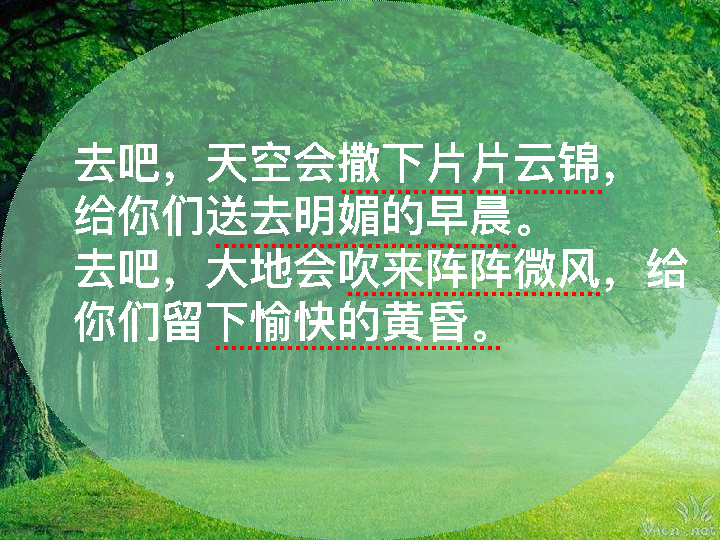 去吧，天空会撒下片片云锦，
给你们送去明媚的早晨。
去吧，大地会吹来阵阵微风，给
你们留下愉快的黄昏。